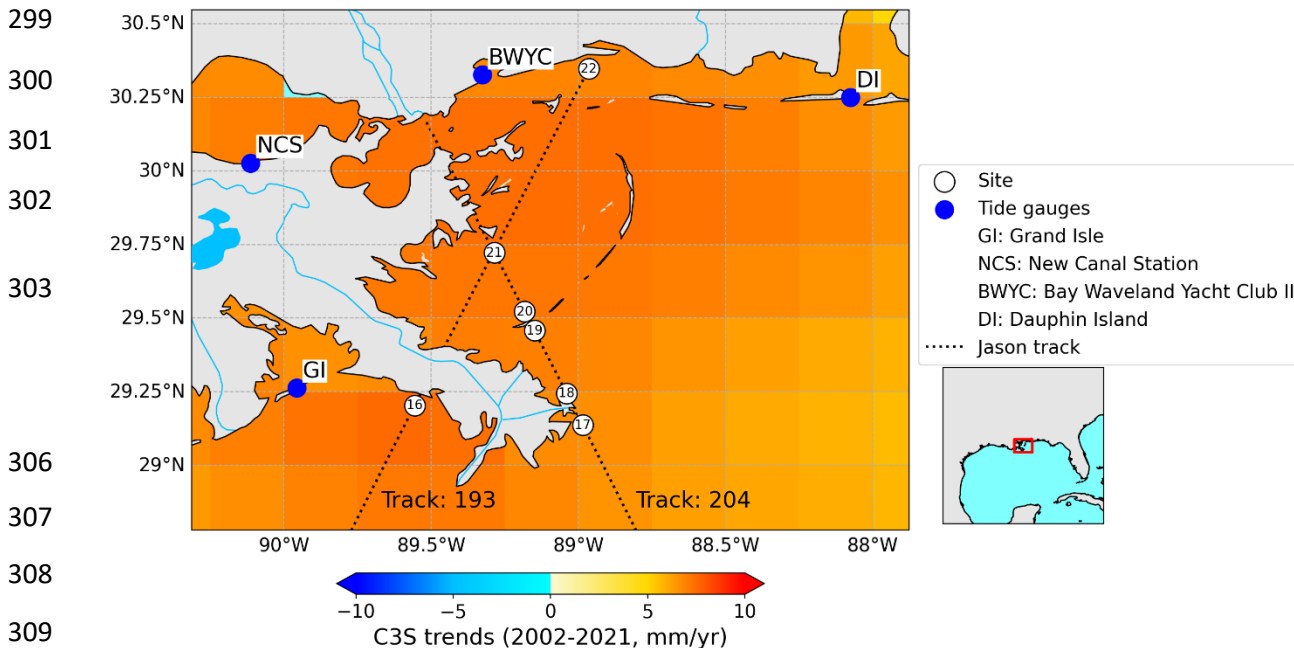 299
300
301
302
303
306
307
308
309
30.5°N
30.25°N
30°N
29.75°N
29.5°N
29.25°N
29°N
BWYC
22
DI
NCS
21
20
19
GI
16
18
17
Track: 193
Track: 204
90°W
89.5°W
89°W
88.5°W
88°W
Site
Tide gauges
GI: Grand Isle
NCS: New Canal Station
BWYC: Bay Waveland Yacht Club II
DI: Dauphin Island
Jason track
−10
−5
0
5
10
C3S trends (2002-2021, mm/yr)